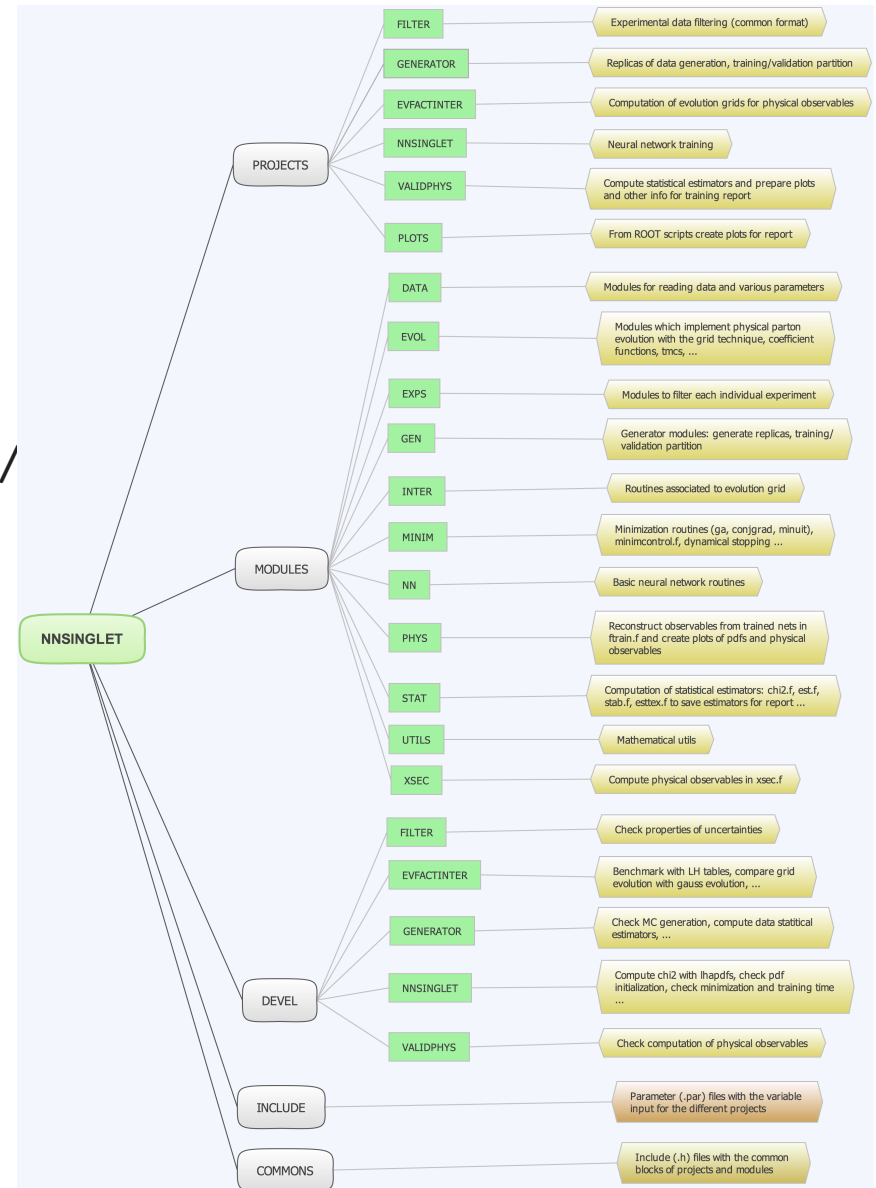 FILTER
Experimental data filtering (common format)
GENERATOR
Replicas of data generation, training/validation partition
EVFACTINTER
Computation of evolution grids for physical observables
NNSINGLET
Neural network training
PROJECTS
VALIDPHYS
Compute statistical estimators and prepare plots
and other info for training report
PLOTS
From ROOT scripts create plots for report
DATA
Modules for reading data and various parameters
EVOL
Modules which implement physical parton
evolution with the grid technique, coefficient
functions, tmcs, ...
EXPS
Modules to filter each individual experiment
GEN
Generator modules: generate replicas, training/
validation partition
INTER
Routines associated to evolution grid
MINIM
Minimization routines (ga, conjgrad, minuit),
minimcontrol.f, dynamical stopping ...
MODULES
NN
Basic neural network routines
NNSINGLET
PHYS
Reconstruct observables from trained nets in
ftrain.f and create plots of pdfs and physical
observables
STAT
Computation of statistical estimators: chi2.f, est.f,
stab.f, esttex.f to save estimators for report ...
UTILS
Mathematical utils
XSEC
Compute physical observables in xsec.f
FILTER
Check properties of uncertainties
EVFACTINTER
Benchmark with LH tables, compare grid
evolution with gauss evolution, ...
GENERATOR
Check MC generation, compute data statitical
estimators, ...
DEVEL
NNSINGLET
Compute chi2 with lhapdfs, check pdf
initialization, check minimization and training time
...
VALIDPHYS
Check computation of physical observables
INCLUDE
Parameter (.par) files with the variable
input for the different projects
COMMONS
Include (.h) files with the common
blocks of projects and modules